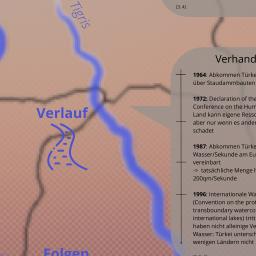 Tigris
(S.4)
Verhand
1964: Abkommen Türke
über Staudammbauten
1972: Declaration of the
Conference on the Hum
Land kann eigene Resso
aber nur wenn es ander
schadet
Verlauf
1987: Abkommen Türke
Wasser/Sekunde am Eu
vereinbart
-> tatsächliche Menge l
200qm/Sekunde
1996: Internationale Wa
(Convention on the prot
transboundary waterco
international lakes) tritt
haben nicht alleinige Ve
Wasser: Türkei untersch
wenigen Ländern nicht
Folgen